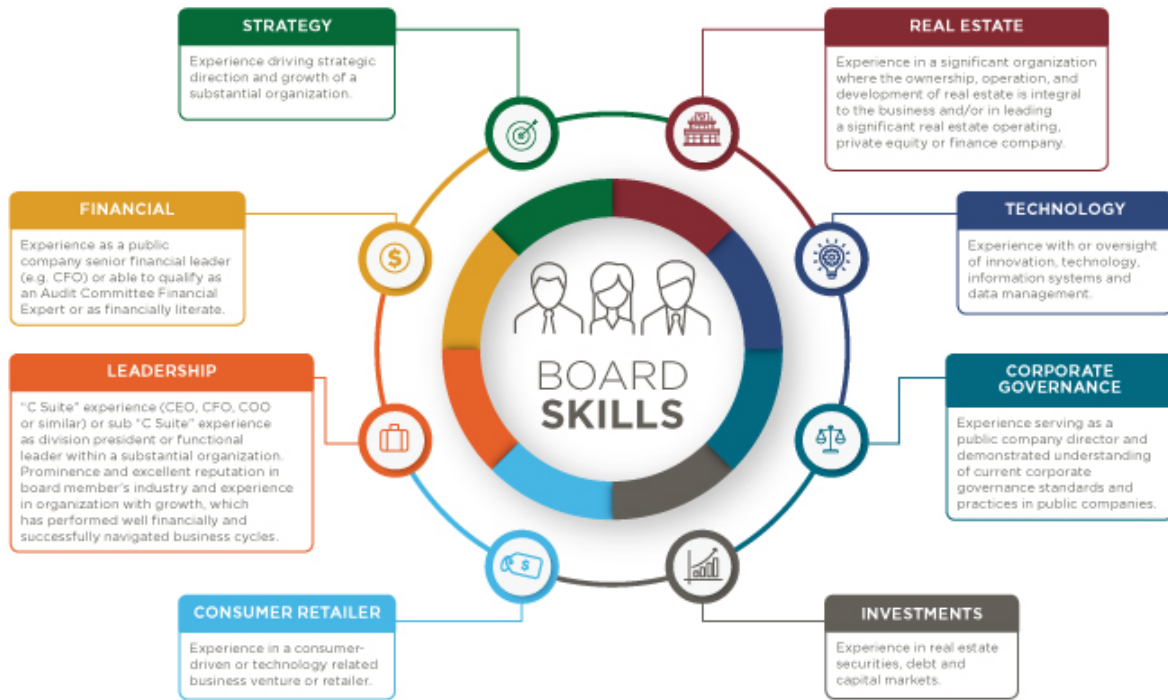 STRATEGY
Experience driving strategic
direction and growth of a
substantial organization.
REAL ESTATE
Experience in a significant organization
where the ownership, operation, and
development of real estate is integral
to the business and/or in leading
a significant real estate operating,
private equity or finance company.
FINANCIAL
Experience as a public
company senior financial leader
(e.g. CFO) or able to qualify as
an Audit Committee Financial
Expert or as financially literate.
TECHNOLOGY
Experience with or oversight
of innovation, technology,
information systems and
data management.
BOARD
SKILLS
LEADERSHIP
"C Suite" experience (CEO, CFO, COO
or similar) or sub "C Suite" experience
as division president or functional
leader within a substantial organization.
Prominence and excellent reputation in
board member's industry and experience
in organization with growth, which
has performed well financially and
successfully navigated business cycles.
CORPORATE
GOVERNANCE
Experience serving as a
public company director and
demonstrated understanding
of current corporate
governance standards and
practices in public companies.
CONSUMER RETAILER
Experience in a consumer-
driven or technology related
business venture or retailer.
INVESTMENTS
Experience in real estate
securities, debt and
capital markets.
$
$